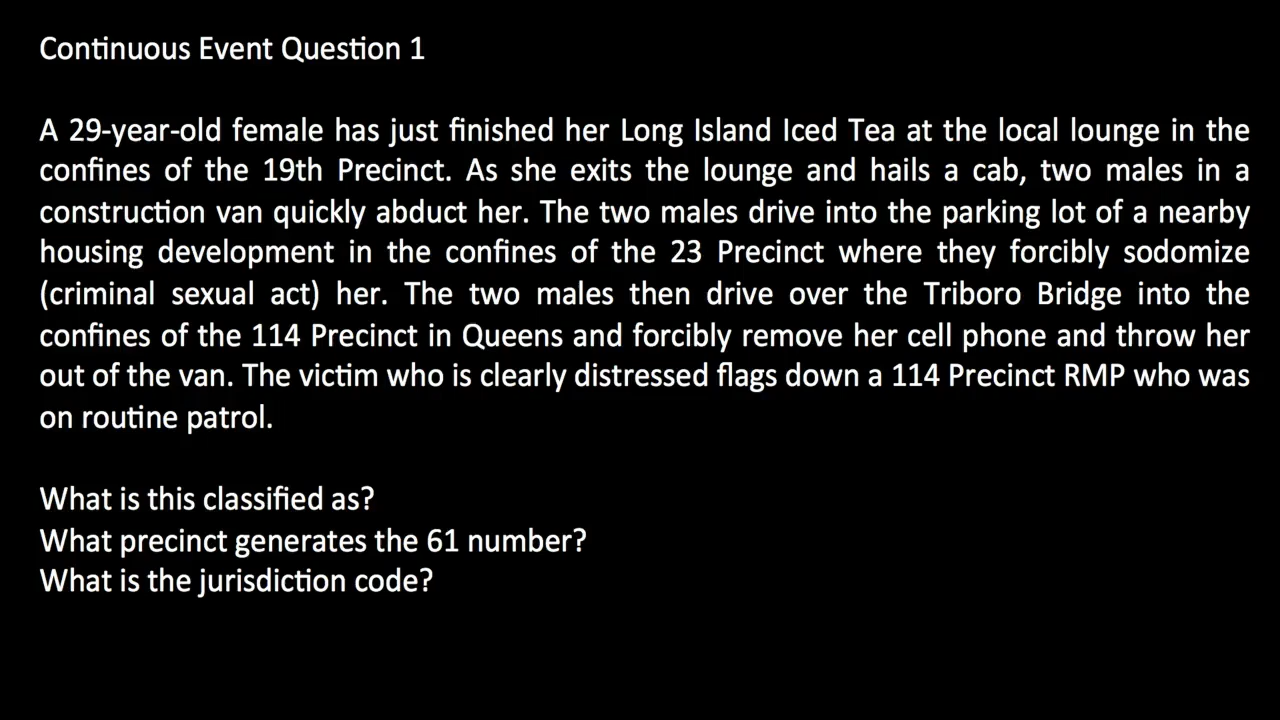 Continuous Event Question 1
A 29-year-old female has just finished her Long Island Iced Tea at the local lounge in the
confines of the 19th Precinct. As she exits the lounge and hails a cab, two males in a
construction van quickly abduct her. The two males drive into the parking lot of a nearby
housing development in the confines of the 23 Precinct where they forcibly sodomize
(criminal sexual act) her. The two males then drive over the Triboro Bridge into the
confines of the 114 Precinct in Queens and forcibly remove her cell phone and throw her
out of the van. The victim who is clearly distressed flags down a 114 Precinct RMP who was
on routine patrol.
What is this classified as?
What precinct generates the 61 number?
What is the jurisdiction code?